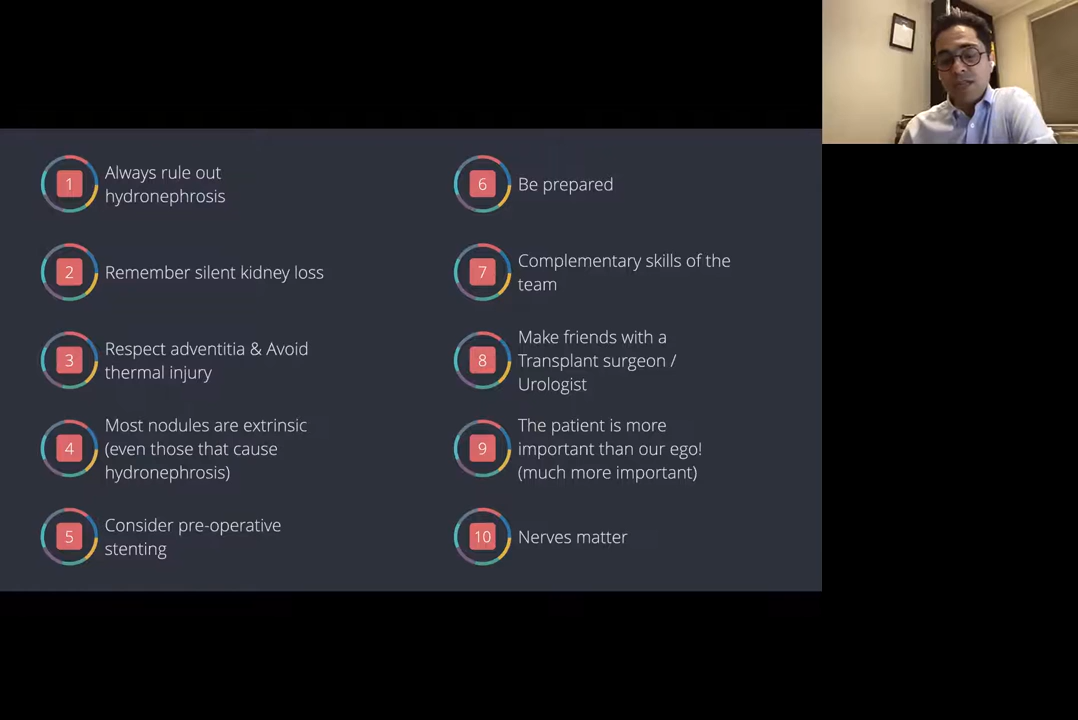 1
Always rule out
hydronephrosis
2
Remember silent kidney loss
3
Respect adventitia & Avoid
thermal injury
4
Most nodules are extrinsic
(even those that cause
hydronephrosis)
5
Consider pre-operative
stenting
6
Be prepared
7
Complementary skills of the
team
8
Make friends with a
Transplant surgeon /
Urologist
9
The patient is more
important than our ego!
(much more important)
10
Nerves matter